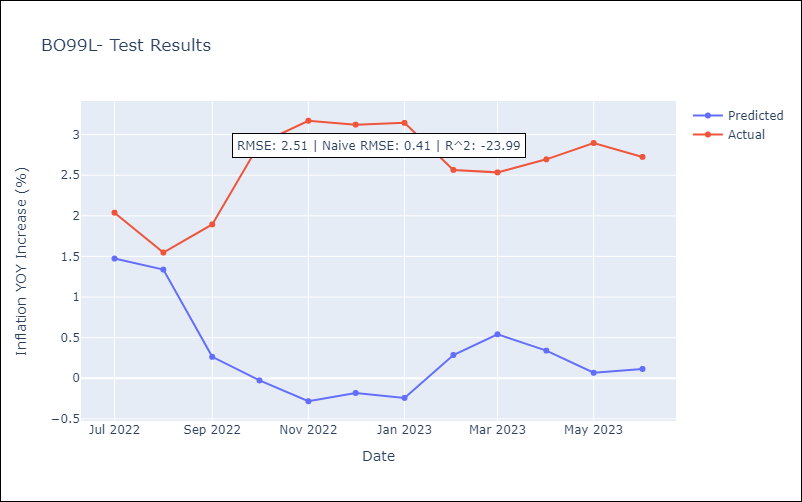 BO99L- Test Results
Predicted
Actual
RMSE: 2.51 | Naive RMSE: 0.41 | R^2: -23.99
Inflation YOY Increase (%)
3
2.5
2
1.5
1
0.5
0
−0.5
Jul 2022
Sep 2022
Nov 2022
Jan 2023
Mar 2023
May 2023
Date